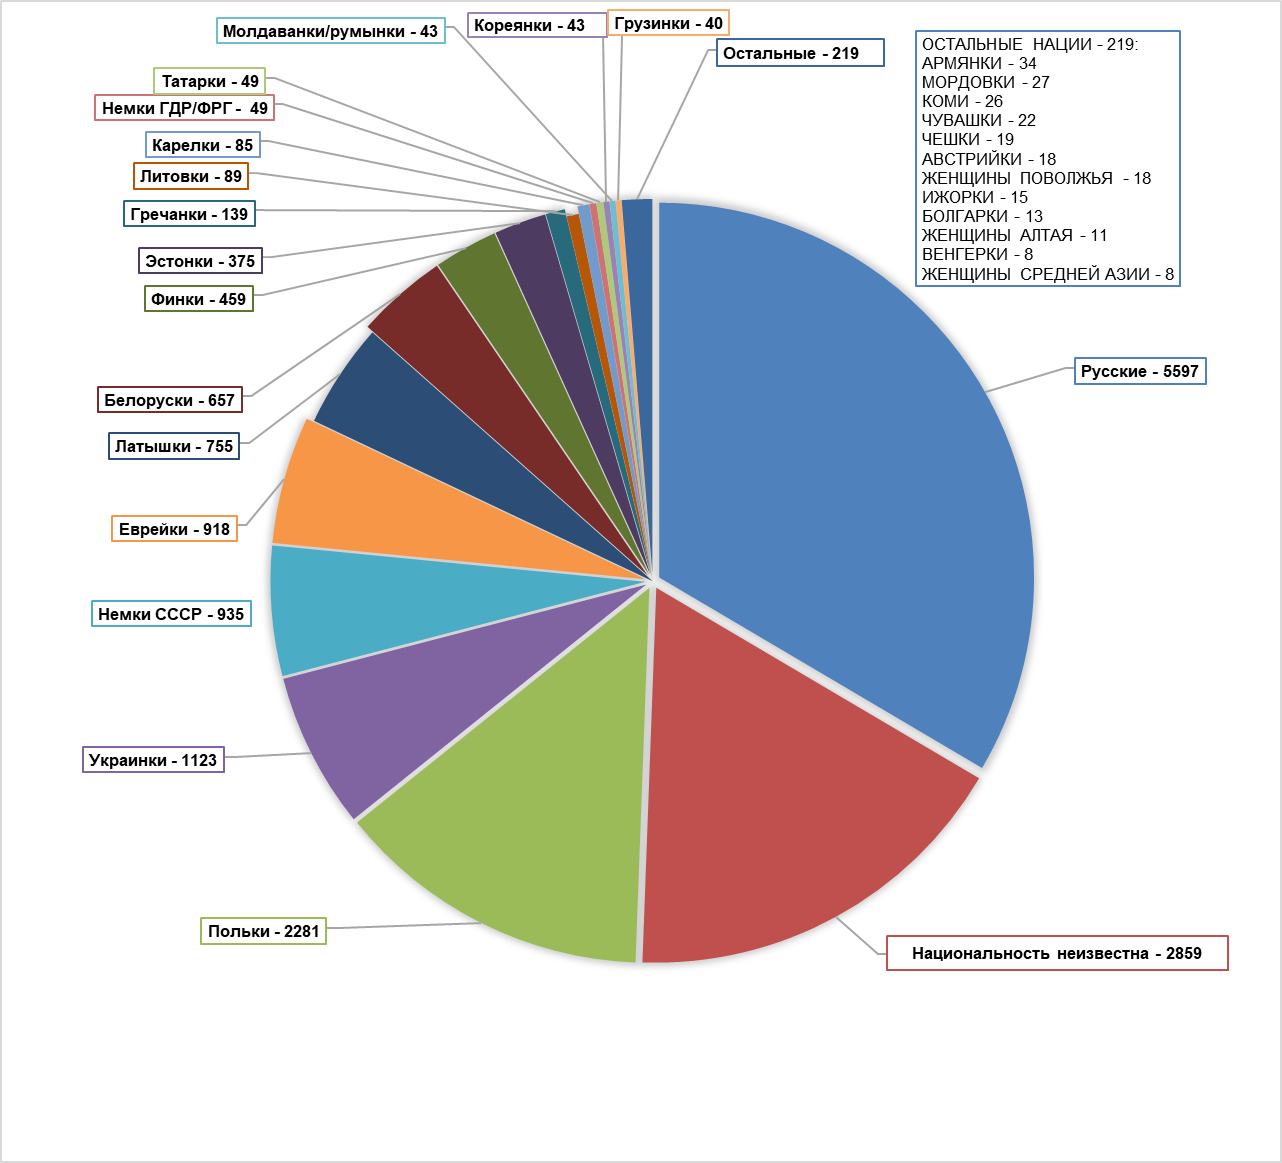 Молдаванки/румынки - 43
Кореянки - 43
Грузинки - 40
Остальные - 219
Татарки - 49
Немки ГДР/ФРГ - 49
Карелки - 85
Литовки - 89
Гречанки - 139
Эстонки - 375
Финки - 459
Белоруски - 657
Латышки - 755
Еврейки - 918
Немки СССР - 935
Украинки - 1123
Польки - 2281
Национальность неизвестна - 2859
Русские - 5597
ОСТАЛЬНЫЕ НАЦИИ - 219:
АРМЯНКИ - 34
МОРДОВКИ - 27
КОМИ - 26
ЧУВАШКИ - 22
ЧЕШКИ - 19
АВСТРИЙКИ - 18
ЖЕНЩИНЫ ПОВОЛЖЬЯ - 18
ИЖОРКИ - 15
БОЛГАРКИ - 13
ЖЕНЩИНЫ АЛТАЯ - 11
ВЕНГЕРКИ - 8
ЖЕНЩИНЫ СРЕДНЕЙ АЗИИ - 8